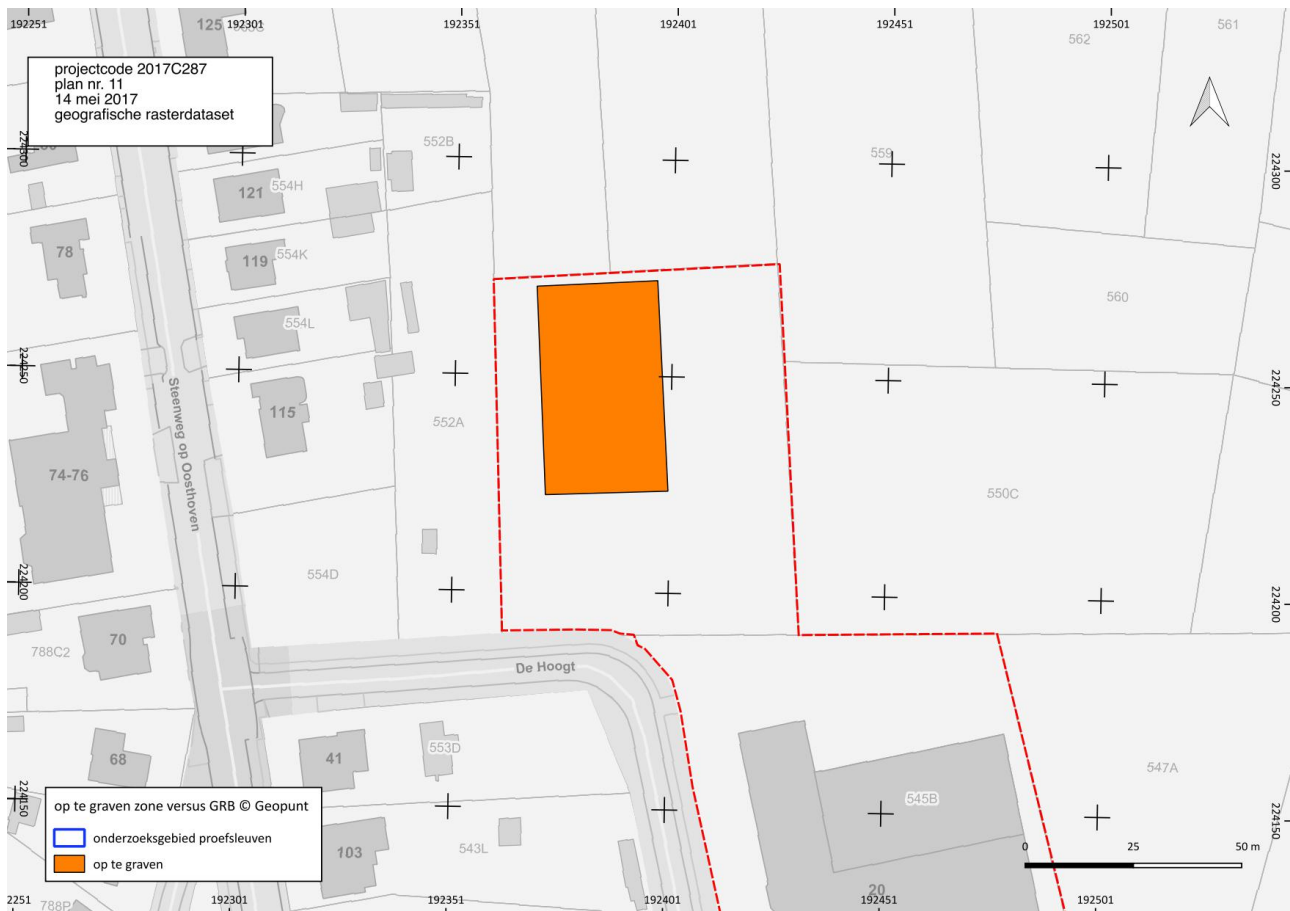 192251
192301
192351
192401
192451
192501
125
562
561
projectcode 2017C287
plan nr. 11
14 mei 2017
geografische rasterdataset
224300
552B
559
224300
121
554H
78
119
554K
560
554L
224250
224250
Steenweg op Oosthoven
115
552A
74-76
550C
554D
224200
224200
70
788C2
De Hoogt
68
41
553D
547A
op te graven zone versus GRB © Geopunt
onderzoeksgebied proefsleuven
op te graven
224150
545B
224150
103
543L
0
25
50 m
20
2251
192301
192351
192401
192451
192501
788P